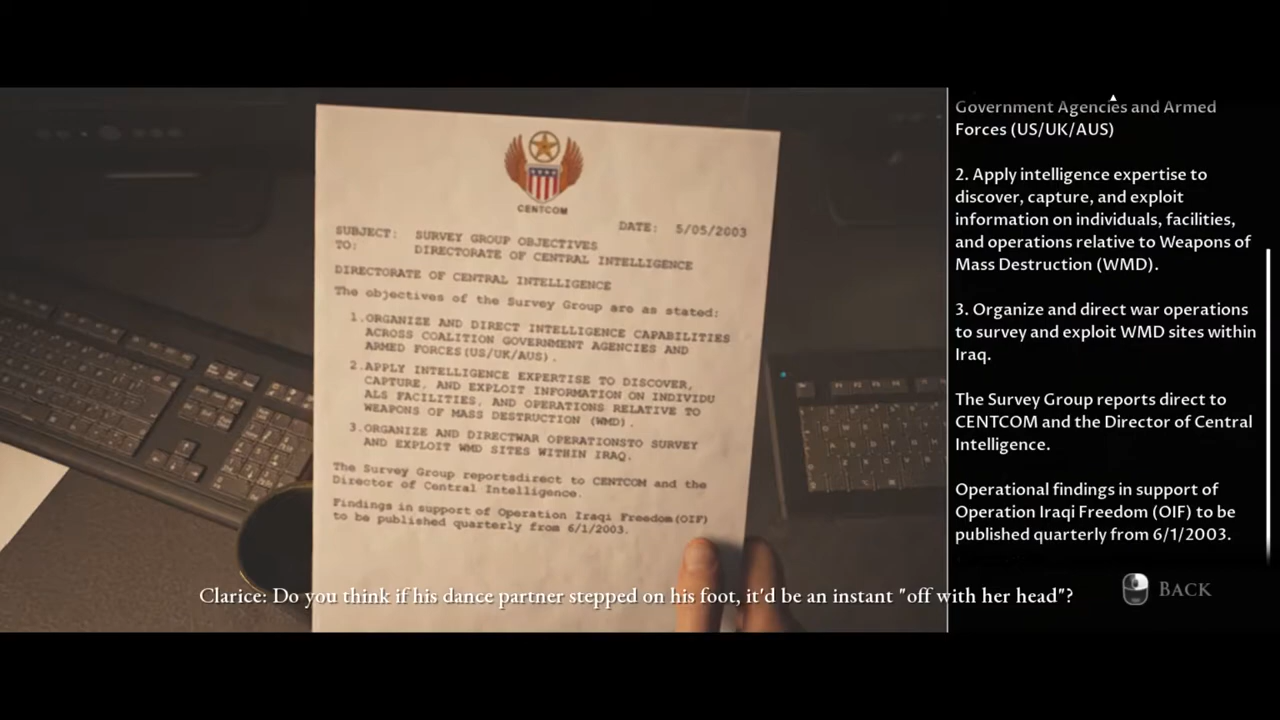 CENTCOM
DATE: 5/05/2003
SUBJECT: SURVEY GROUP OBJECTIVES
TO: DIRECTORATE OF CENTRAL INTELLIGENCE
DIRECTORATE OF CENTRAL INTELLIGENCE
The objectives of the Survey Group are as stated:
1.ORGANIZE AND DIRECT INTELLIGENCE CAPABILITIES
ACROSS COALITION GOVERNMENT AGENCIES AND
ARMED FORCES(US/UK/AUS).
2.APPLY INTELLIGENCE EXPERTISE TO DISCOVER,
CAPTURE, AND EXPLOIT INFORMATION ON INDIVIDU
ALS FACILITIES, AND OPERATIONS RELATIVE TO
WEAPONS OF MASS DESTRUCTION (WMD).
3.ORGANIZE AND DIRECTWAR OPERATIONSTO SURVEY
AND EXPLOIT WMD SITES WITHIN IRAQ.
The Survey Group reportsdirect to CENTCOM and the
Director of Central Intelligence.
Findings in support of Operation Iraqi Freedom(OIF)
to be published quarterly from 6/1/2003.
Government Agencies and Armed
Forces (US/UK/AUS)
2. Apply intelligence expertise to
discover, capture, and exploit
information on individuals, facilities,
and operations relative to Weapons of
Mass Destruction (WMD).
3. Organize and direct war operations
to survey and exploit WMD sites within
Iraq.
The Survey Group reports direct to
CENTCOM and the Director of Central
Intelligence.
Operational findings in support of
Operation Iraqi Freedom (OIF) to be
published quarterly from 6/1/2003.
Back
Clarice: Do you think if his dance partner stepped on his foot, it'd be an instant "off with her head"?